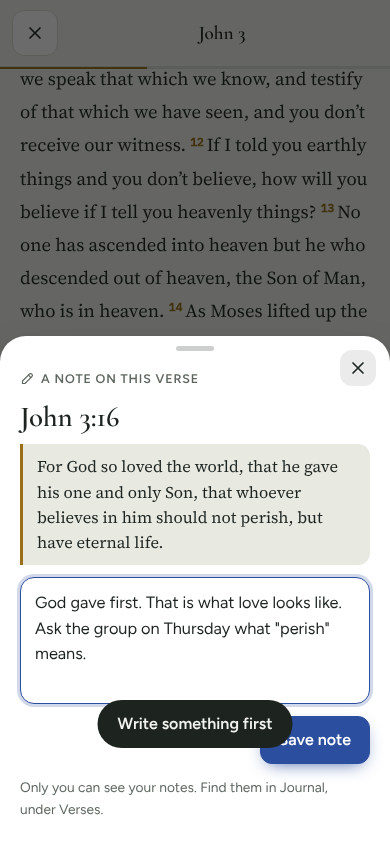 John 3
we speak that which we know, and testify
of that which we have seen, and you don’t
receive our witness. 12 If I told you earthly
things and you don’t believe, how will you
believe if I tell you heavenly things? 13 No
one has ascended into heaven but he who
descended out of heaven, the Son of Man,
who is in heaven. 14 As Moses lifted up the
A NOTE ON THIS VERSE
John 3:16
For God so loved the world, that he gave
his one and only Son, that whoever
believes in him should not perish, but
have eternal life.
God gave first. That is what love looks like.
Ask the group on Thursday what "perish"
means.
Write something first
Save note
Only you can see your notes. Find them in Journal,
under Verses.